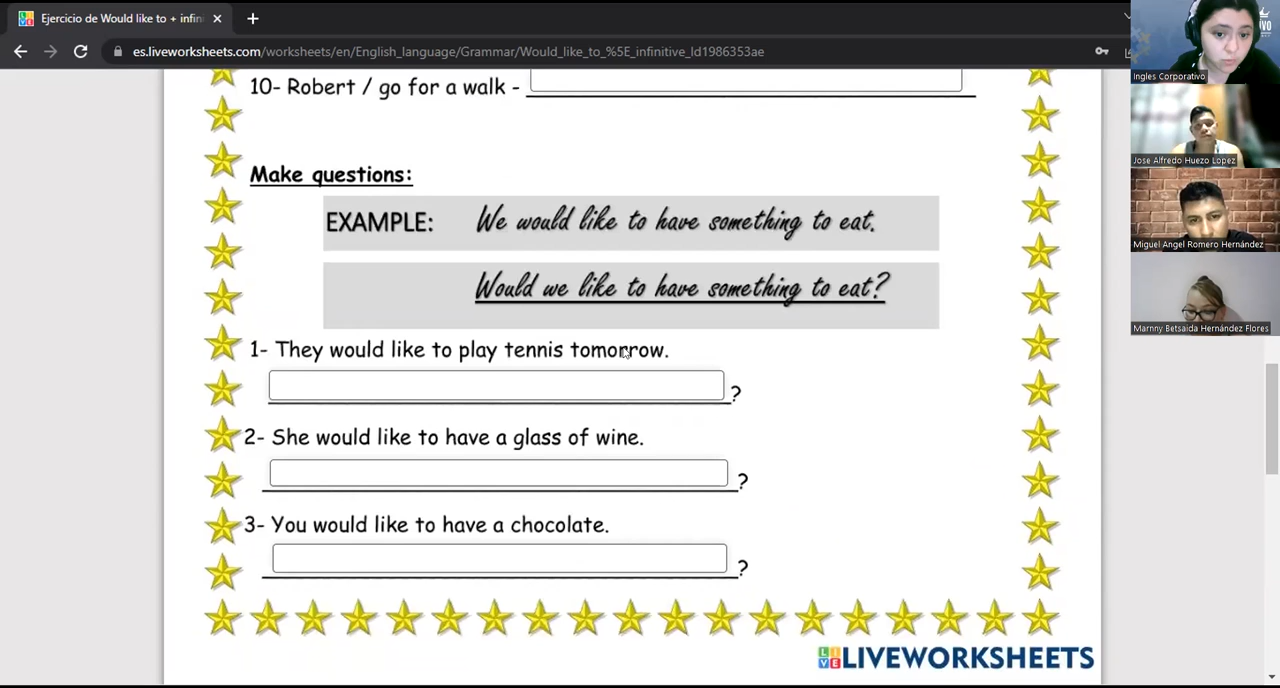 Ejercicio de Would like to + infini
es.liveworksheets.com/worksheets/en/English_language/Grammar/Would_like_to_%5E_infinitive_ld1986353ae
Ingles Corporativo
Jose Alfredo Huezo Lopez
Miguel Angel Romero Hernández
Marnny Betsaida Hernández Flores
10- Robert / go for a walk -
Make questions:
EXAMPLE: We would like to have something to eat.
Would we like to have something to eat?
1- They would like to play tennis tomorrow.
?
2- She would like to have a glass of wine.
?
3- You would like to have a chocolate.
?
LIVE LIVEWORKSHEETS